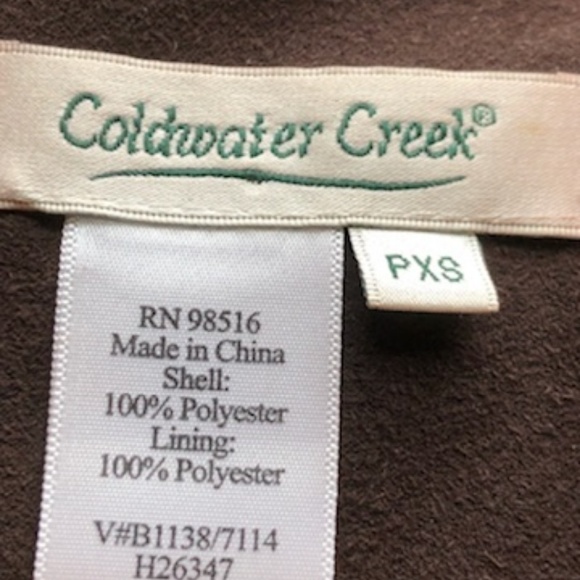 Coldwater Creek®
PXS
RN 98516
Made in China
Shell:
100% Polyester
Lining:
100% Polyester
V#B1138/7114
H26347